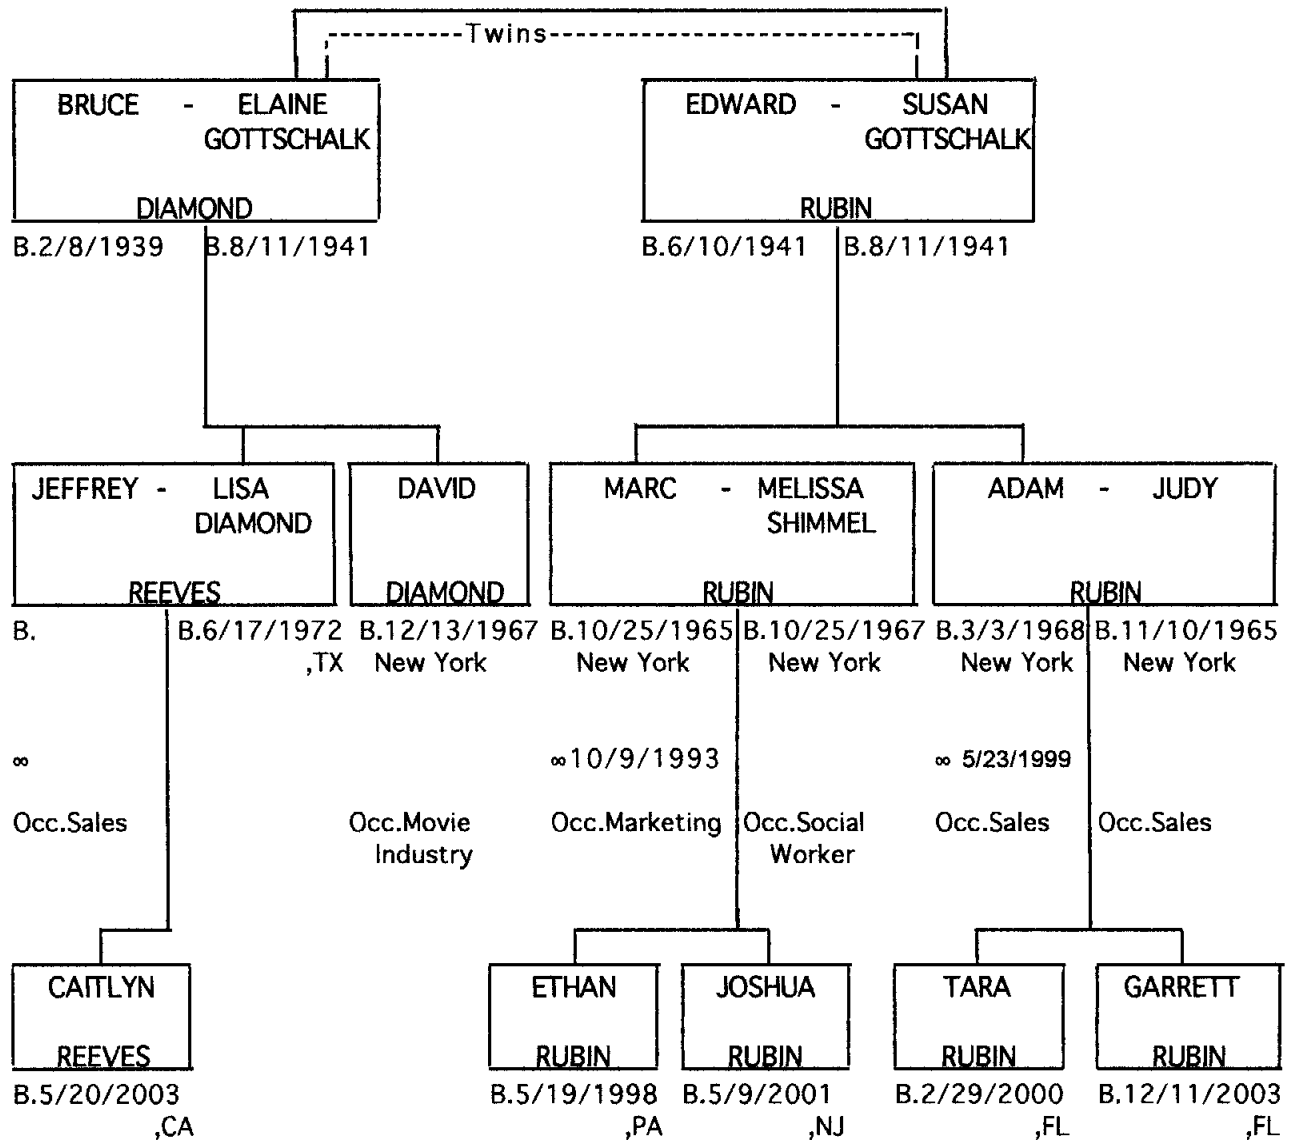 Twins
BRUCE - ELAINE EDWARD - SUSAN
GOTTSCHALK GOTTSCHALK
DIAMOND RUBIN
B.2/8/1939 B.8/11/1941 B.6/10/1941 B.8/11/1941
JEFFREY - LISA DAVID MARC - MELISSA ADAM - JUDY
DIAMOND SHIMMEL
REEVES DIAMOND RUBIN RUBIN
B. B.6/17/1972 B.12/13/1967 B.10/25/1965 B.10/25/1967 B.3/3/1968 B.11/10/1965
,TX New York New York New York New York New York
∞ ∞10/9/1993 ∞ 5/23/1999
Occ.Sales Occ.Movie Occ.Marketing Occ.Social Occ.Sales Occ.Sales
Industry Worker
CAITLYN ETHAN JOSHUA TARA GARRETT
REEVES RUBIN RUBIN RUBIN RUBIN
B.5/20/2003 B.5/19/1998 B.5/9/2001 B.2/29/2000 B.12/11/2003
,CA ,PA ,NJ ,FL ,FL